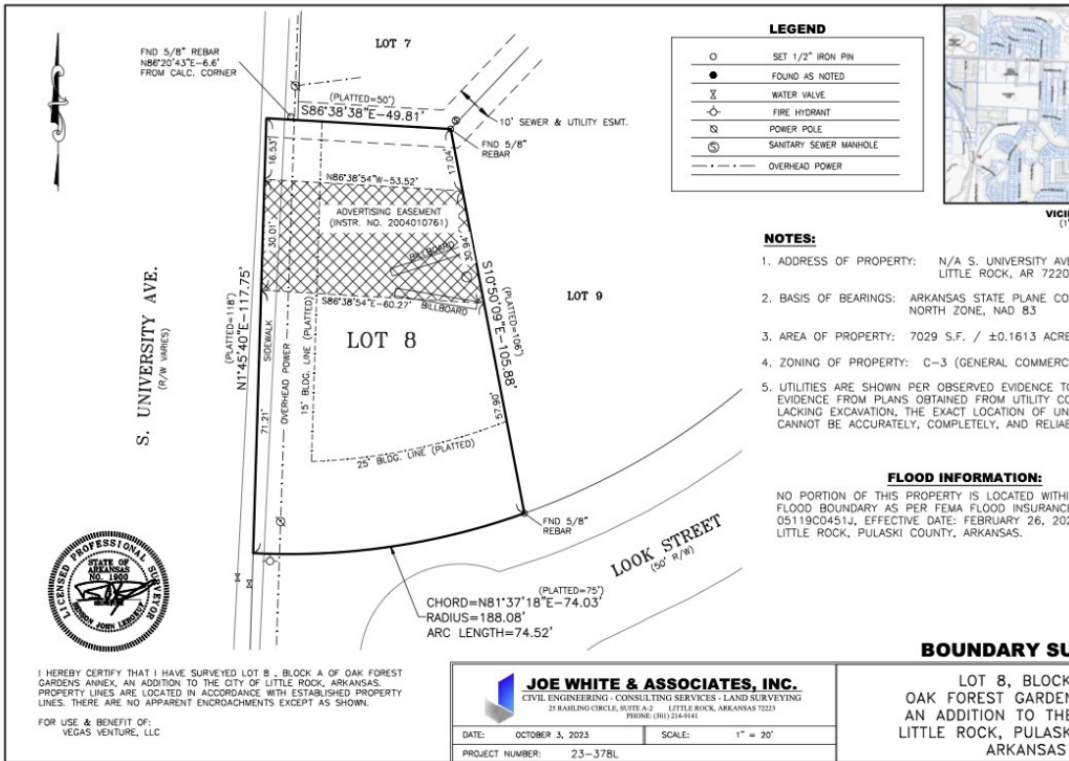 LOT 7
FND 5/8" REBAR
N86°20'43"E-6.6'
FROM CALC. CORNER
(PLATTED=50')
S86°38'38"E-49.81'
10' SEWER & UTILITY ESMT.
FND 5/8"
REBAR
16.53'
17.04'
N86°38'54"W-53.52'
ADVERTISING EASEMENT
(INSTR. NO. 2004010761)
30.01'
30.94'
BILLBOARD
BILLBOARD
S86°38'54"E-60.27'
LOT 8
LOT 9
S. UNIVERSITY AVE.
(R/W VARIES)
(PLATTED=118')
N1°45'40"E-117.75'
SIDEWALK
OVERHEAD POWER
15' BLDG. LINE (PLATTED)
(PLATTED=106')
S10°50'09"E-105.88'
71.21'
57.90'
25' BLDG. LINE (PLATTED)
FND 5/8"
REBAR
LOOK STREET
(50' R/W)
(PLATTED=75')
CHORD=N81°37'18"E-74.03'
RADIUS=188.08'
ARC LENGTH=74.52'
LICENSED PROFESSIONAL SURVEYOR
STATE OF
ARKANSAS
NO. 1900
I HEREBY CERTIFY THAT I HAVE SURVEYED LOT 8 , BLOCK A OF OAK FOREST
GARDENS ANNEX, AN ADDITION TO THE CITY OF LITTLE ROCK, ARKANSAS.
PROPERTY LINES ARE LOCATED IN ACCORDANCE WITH ESTABLISHED PROPERTY
LINES. THERE ARE NO APPARENT ENCROACHMENTS EXCEPT AS SHOWN.
FOR USE & BENEFIT OF:
VEGAS VENTURE, LLC
LEGEND
SET 1/2" IRON PIN
FOUND AS NOTED
WATER VALVE
FIRE HYDRANT
POWER POLE
SANITARY SEWER MANHOLE
OVERHEAD POWER
VICI
(1"
NOTES:
1. ADDRESS OF PROPERTY: N/A S. UNIVERSITY AVE
LITTLE ROCK, AR 7220
2. BASIS OF BEARINGS: ARKANSAS STATE PLANE CO
NORTH ZONE, NAD 83
3. AREA OF PROPERTY: 7029 S.F. / ±0.1613 ACRE
4. ZONING OF PROPERTY: C-3 (GENERAL COMMERC
5. UTILITIES ARE SHOWN PER OBSERVED EVIDENCE TO
EVIDENCE FROM PLANS OBTAINED FROM UTILITY CO
LACKING EXCAVATION, THE EXACT LOCATION OF UN
CANNOT BE ACCURATELY, COMPLETELY, AND RELIAB
FLOOD INFORMATION:
NO PORTION OF THIS PROPERTY IS LOCATED WITHI
FLOOD BOUNDARY AS PER FEMA FLOOD INSURANCE
05119C0451J, EFFECTIVE DATE: FEBRUARY 26, 202
LITTLE ROCK, PULASKI COUNTY, ARKANSAS.
JOE WHITE & ASSOCIATES, INC.
CIVIL ENGINEERING - CONSULTING SERVICES - LAND SURVEYING
25 RAHLING CIRCLE, SUITE A-2 LITTLE ROCK, ARKANSAS 72223
PHONE: (501) 214-9141
DATE: OCTOBER 3, 2023 SCALE: 1" = 20'
PROJECT NUMBER: 23-378L
BOUNDARY SU
LOT 8, BLOCK
OAK FOREST GARDEN
AN ADDITION TO THE
LITTLE ROCK, PULASK
ARKANSAS